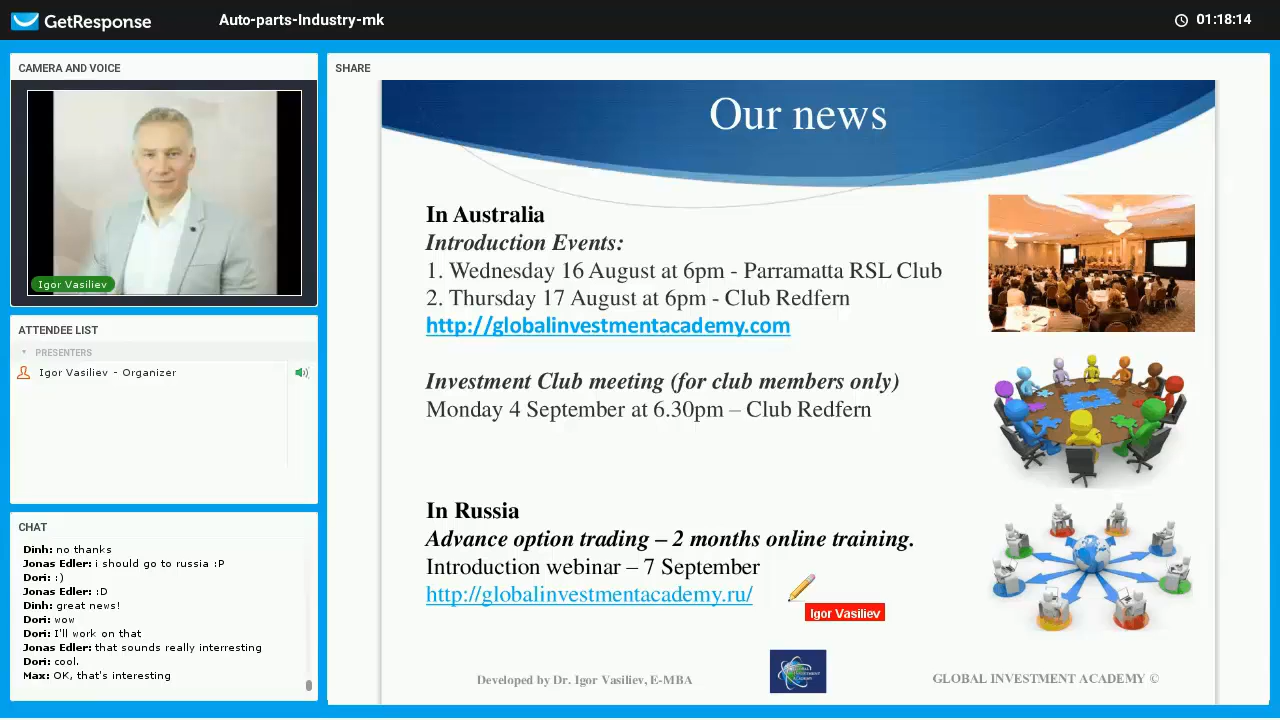 GetResponse
Auto-parts-Industry-mk
01:18:14
CAMERA AND VOICE
Igor Vasiliev
ATTENDEE LIST
PRESENTERS
Igor Vasiliev - Organizer
CHAT
Dinh: no thanks
Jonas Edler: i should go to russia :P
Dori: :)
Jonas Edler: :D
Dinh: great news!
Dori: wow
Dori: I'll work on that
Jonas Edler: that sounds really interresting
Dori: cool.
Max: OK, that's interesting
SHARE
Our news
In Australia
Introduction Events:
1. Wednesday 16 August at 6pm - Parramatta RSL Club
2. Thursday 17 August at 6pm - Club Redfern
http://globalinvestmentacademy.com
Investment Club meeting (for club members only)
Monday 4 September at 6.30pm – Club Redfern
In Russia
Advance option trading – 2 months online training.
Introduction webinar – 7 September
http://globalinvestmentacademy.ru/
Igor Vasiliev
Developed by Dr. Igor Vasiliev, E-MBA
GLOBAL INVESTMENT ACADEMY ©